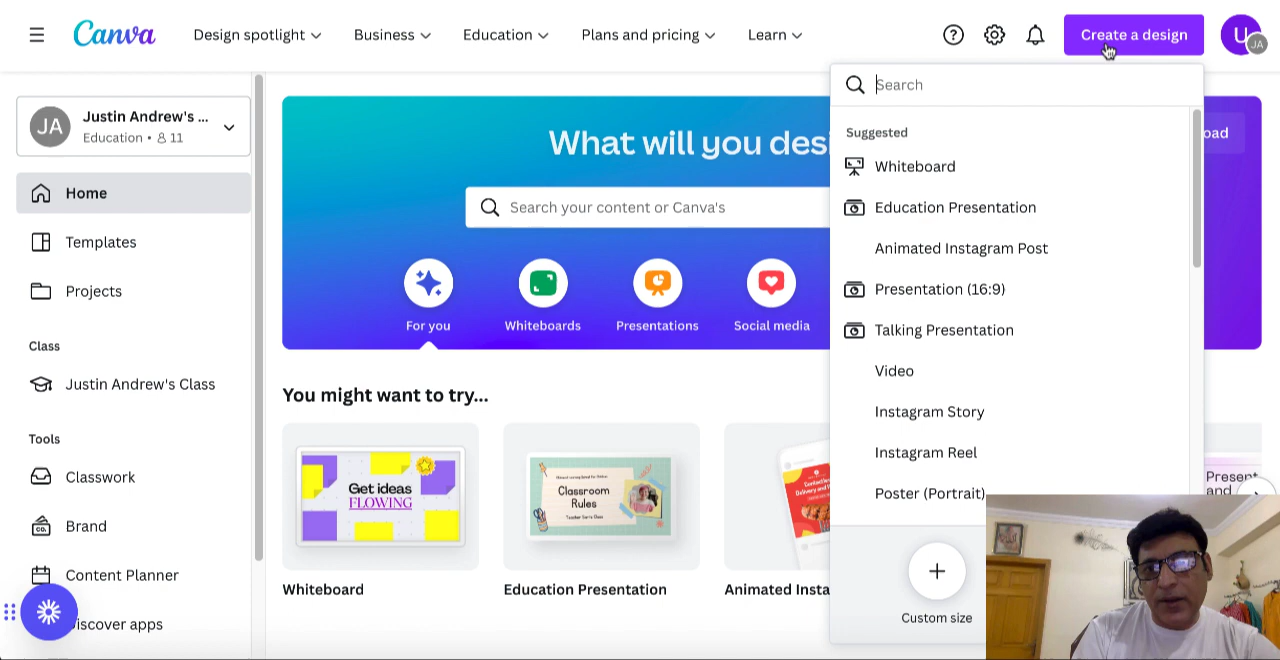 Canva
Design spotlight
Business
Education
Plans and pricing
Learn
Create a design
U
JA
JA
Justin Andrew's ...
Education • 11
Home
Templates
Projects
Class
Justin Andrew's Class
Tools
Classwork
Brand
Content Planner
iscover apps
What will you desi
oad
Search your content or Canva's
For you
Whiteboards
Presentations
Social media
You might want to try...
Get ideas
FLOWING
Whiteboard
Classroom
Rules
Education Presentation
Animated Insta
Present
and
Search
Suggested
Whiteboard
Education Presentation
Animated Instagram Post
Presentation (16:9)
Talking Presentation
Video
Instagram Story
Instagram Reel
Poster (Portrait)
Custom size